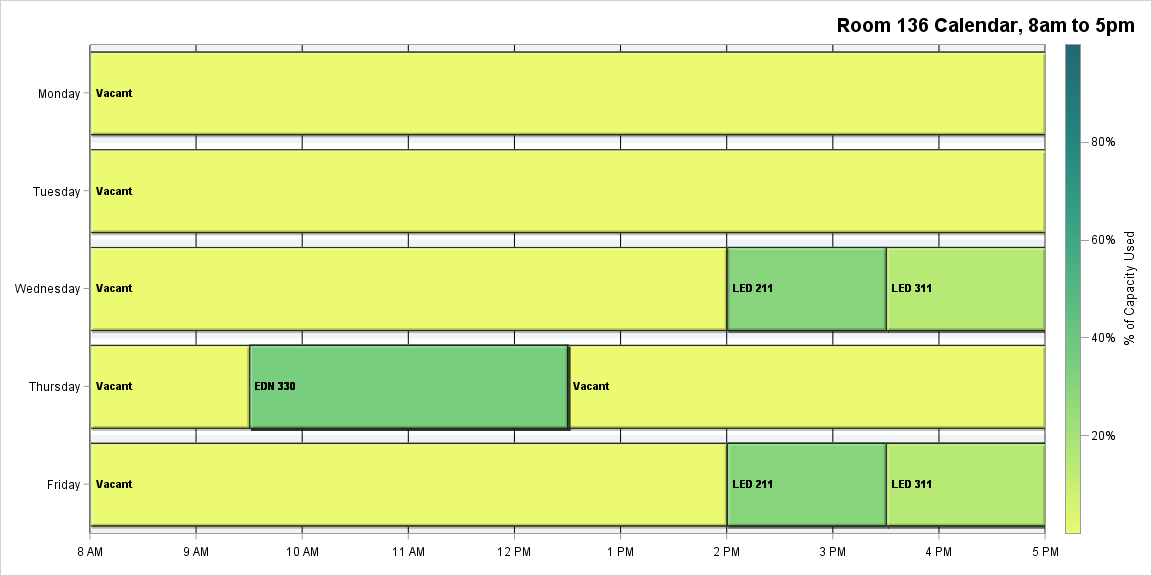 Room 136 Calendar, 8am to 5pm
Monday
Vacant
Tuesday
Vacant
Wednesday
Vacant
LED 211
LED 311
Thursday
Vacant
EDN 330
Vacant
Friday
Vacant
LED 211
LED 311
8 AM
9 AM
10 AM
11 AM
12 PM
1 PM
2 PM
3 PM
4 PM
5 PM
80%
60%
40%
20%
% of Capacity Used